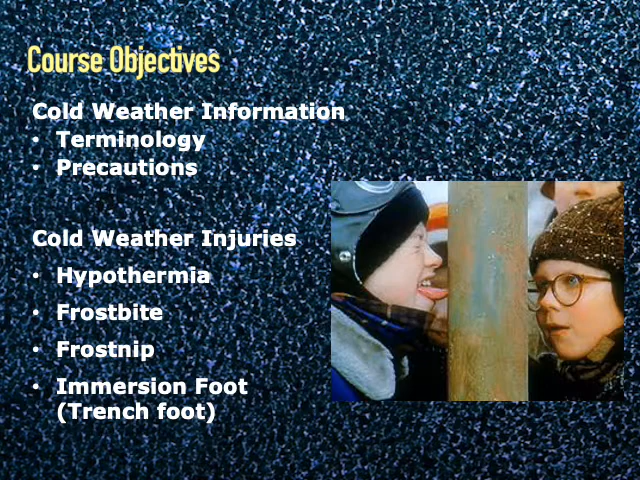 Course Objectives
Cold Weather Information
• Terminology
• Precautions
Cold Weather Injuries
• Hypothermia
• Frostbite
• Frostnip
• Immersion Foot
(Trench foot)